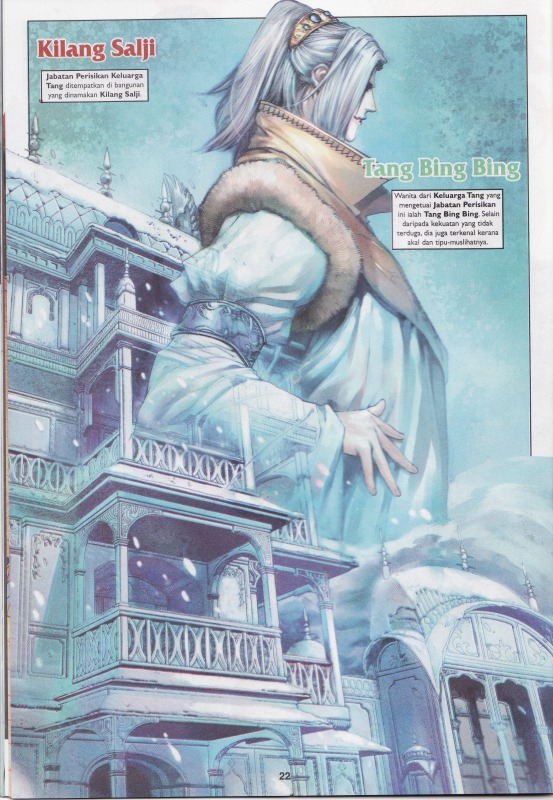 Kilang Salji
Jabatan Perisikan Keluarga
Tang ditempatkan di bangunan
yang dinamakan Kilang Salji.
Tang Bing Bing
Wanita dari Keluarga Tang yang
mengetuai Jabatan Perisikan
ini ialah Tang Bing Bing. Selain
daripada kekuatan yang tidak
terduga, dia juga terkenal kerana
akal dan tipu-muslihatnya.
22